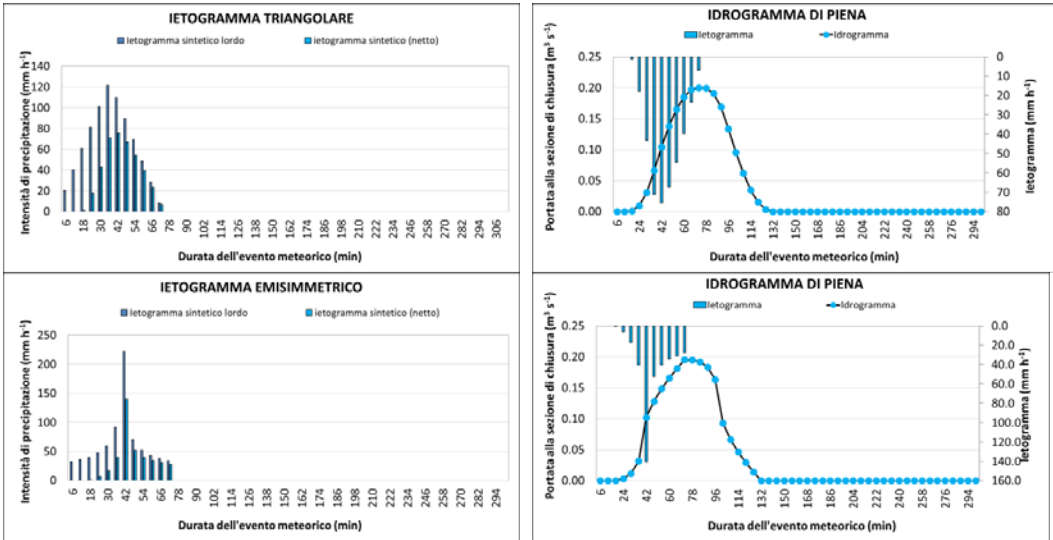 IETOGRAMMA TRIANGOLARE
Ietogramma sintetico lordo
ietogramma sintetico (netto)
Intensità di precipitazione (mm h⁻¹)
140
120
100
80
60
40
20
0
6 18 30 42 54 66 78 90 102 114 126 138 150 162 174 186 198 210 222 234 246 258 270 282 294 306
Durata dell'evento meteorico (min)
IDROGRAMMA DI PIENA
Ietogramma
Idrogramma
Portata alla sezione di chiusura (m³ s⁻¹)
0.25
0.20
0.15
0.10
0.05
0.00
0
10
20
30
40
50
60
70
80
Ietogramma (mm h⁻¹)
6 24 42 60 78 96 114 132 150 168 186 204 222 240 258 276 294
Durata dell'evento meteorico (min)
IETOGRAMMA EMISIMMETRICO
Ietogramma sintetico lordo
ietogramma sintetico (netto)
Intensità di precipitazione (mm h⁻¹)
250
200
150
100
50
0
6 18 30 42 54 66 78 90 102 114 126 138 150 162 174 186 198 210 222 234 246 258 270 282 294
Durata dell'evento meteorico (min)
IDROGRAMMA DI PIENA
Ietogramma
Idrogramma
Portata alla sezione di chiusura (m³ s⁻¹)
0.25
0.20
0.15
0.10
0.05
0.00
0.0
20.0
40.0
60.0
80.0
100.0
120.0
140.0
160.0
Ietogramma (mm h⁻¹)
6 24 42 60 78 96 114 132 150 168 186 204 222 240 258 276 294
Durata dell'evento meteorico (min)